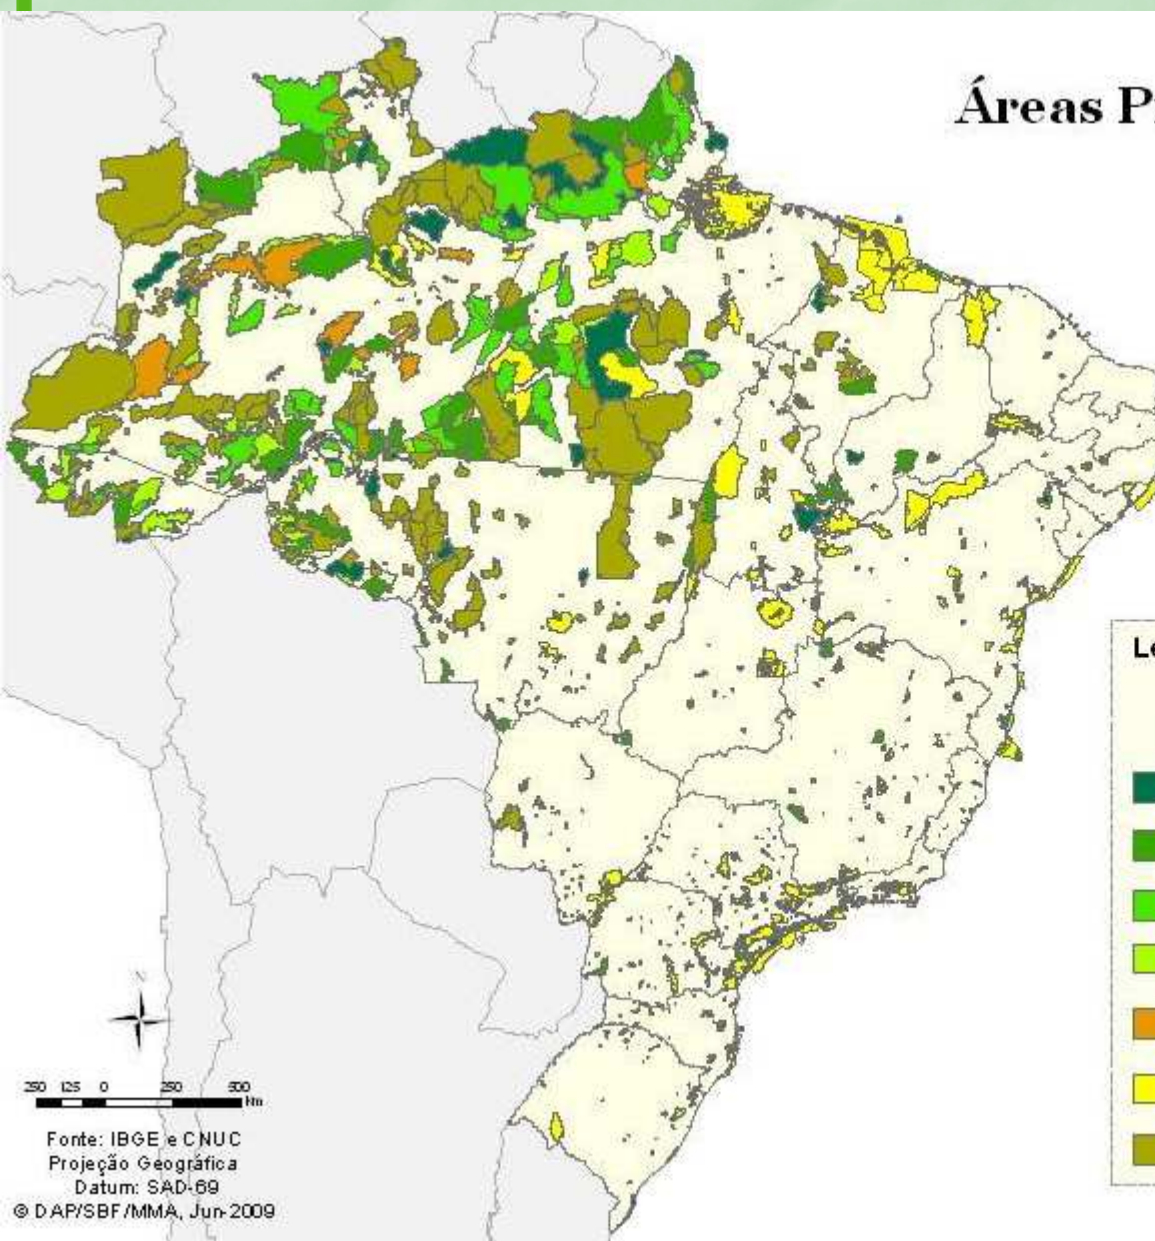 Áreas P
Le
N
250 125 0 250 500
Km
Fonte: IBGE e CNUC
Projeção Geográfica
Datum: SAD-69
© DAP/SBF/MMA, Jun-2009